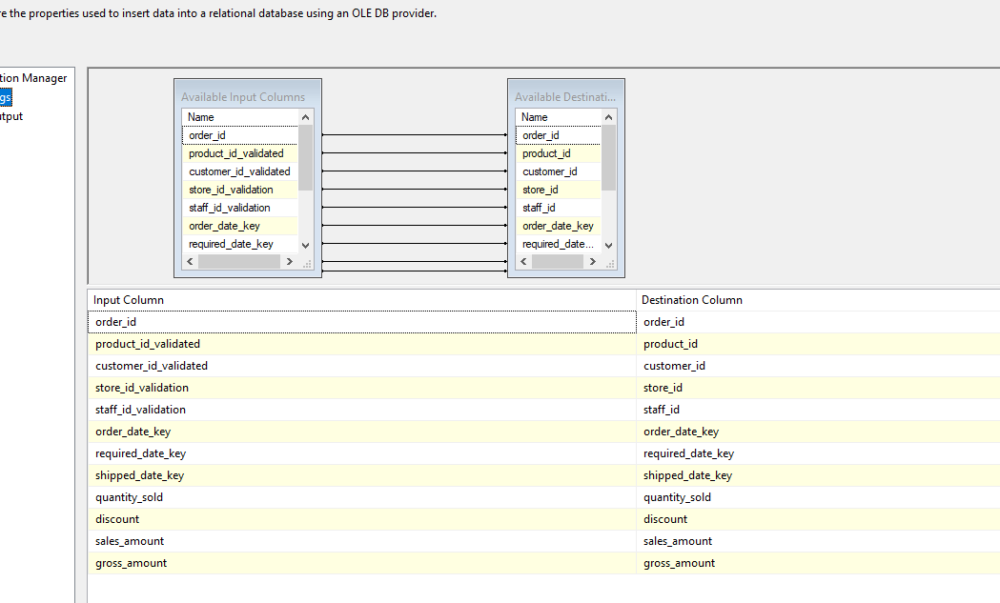 re the properties used to insert data into a relational database using an OLE DB provider.
tion Manager
gs
utput
Available Input Columns
Name
order_id
product_id_validated
customer_id_validated
store_id_validation
staff_id_validation
order_date_key
required_date_key
Available Destinati...
Name
order_id
product_id
customer_id
store_id
staff_id
order_date_key
required_date...
Input Column Destination Column
order_id order_id
product_id_validated product_id
customer_id_validated customer_id
store_id_validation store_id
staff_id_validation staff_id
order_date_key order_date_key
required_date_key required_date_key
shipped_date_key shipped_date_key
quantity_sold quantity_sold
discount discount
sales_amount sales_amount
gross_amount gross_amount